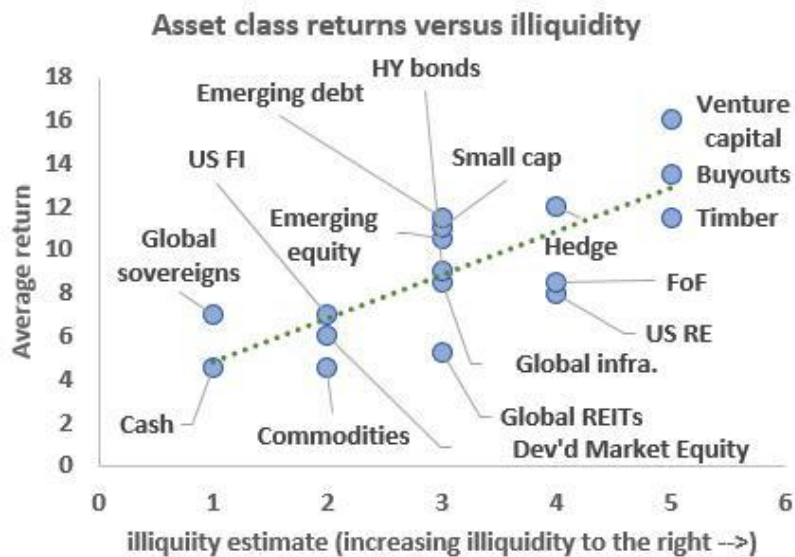 Asset class returns versus illiquidity
HY bonds
Emerging debt
Venture
capital
US FI
Small cap
Buyouts
Emerging
equity
Timber
Global
sovereigns
Hedge
FoF
US RE
Global infra.
Cash
Commodities
Global REITs
Dev'd Market Equity
Average return
18
16
14
12
10
8
6
4
2
0
0 1 2 3 4 5 6
illiquiity estimate (increasing illiquidity to the right -->)